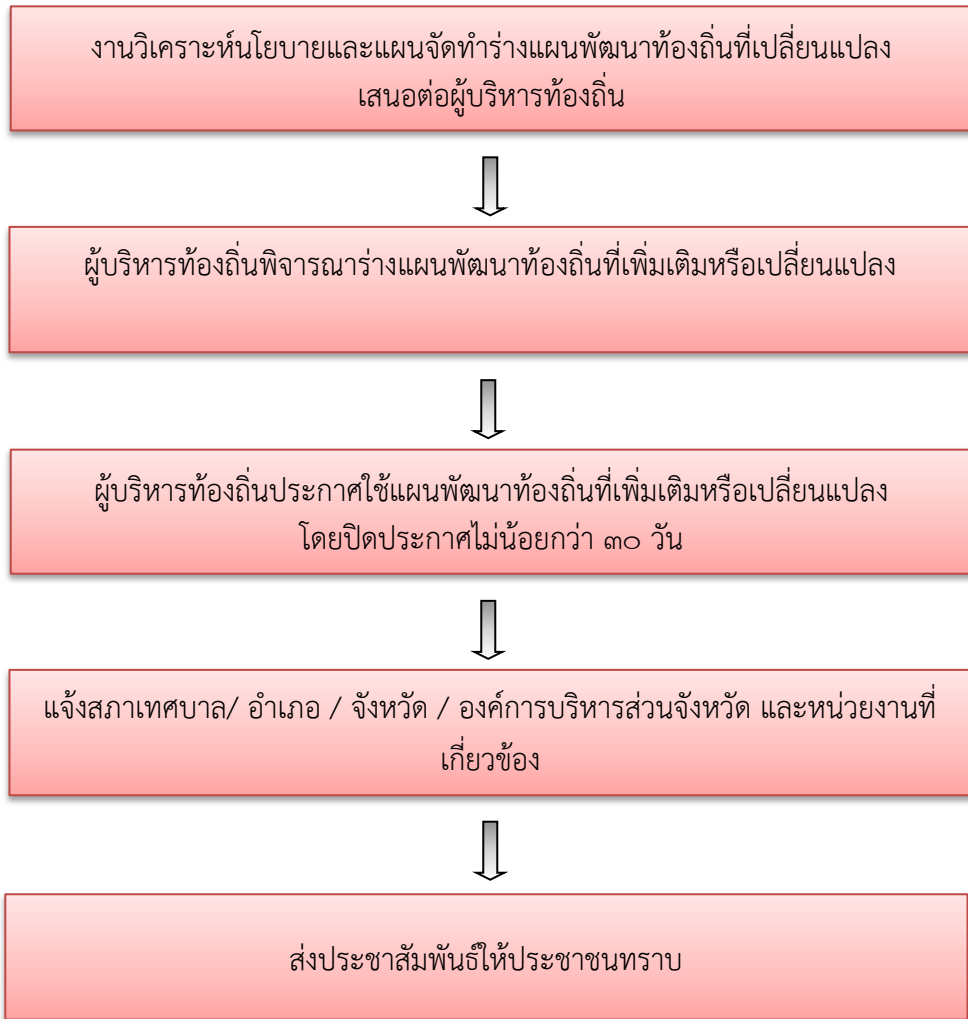 งานวิเคราะห์นโยบายและแผนจัดทำร่างแผนพัฒนาท้องถิ่นที่เปลี่ยนแปลง
เสนอต่อผู้บริหารท้องถิ่น
ผู้บริหารท้องถิ่นพิจารณาร่างแผนพัฒนาท้องถิ่นที่เพิ่มเติมหรือเปลี่ยนแปลง
ผู้บริหารท้องถิ่นประกาศใช้แผนพัฒนาท้องถิ่นที่เพิ่มเติมหรือเปลี่ยนแปลง
โดยปิดประกาศไม่น้อยกว่า ๓๐ วัน
แจ้งสภาเทศบาล/ อำเภอ / จังหวัด / องค์การบริหารส่วนจังหวัด และหน่วยงานที่
เกี่ยวข้อง
ส่งประชาสัมพันธ์ให้ประชาชนทราบ